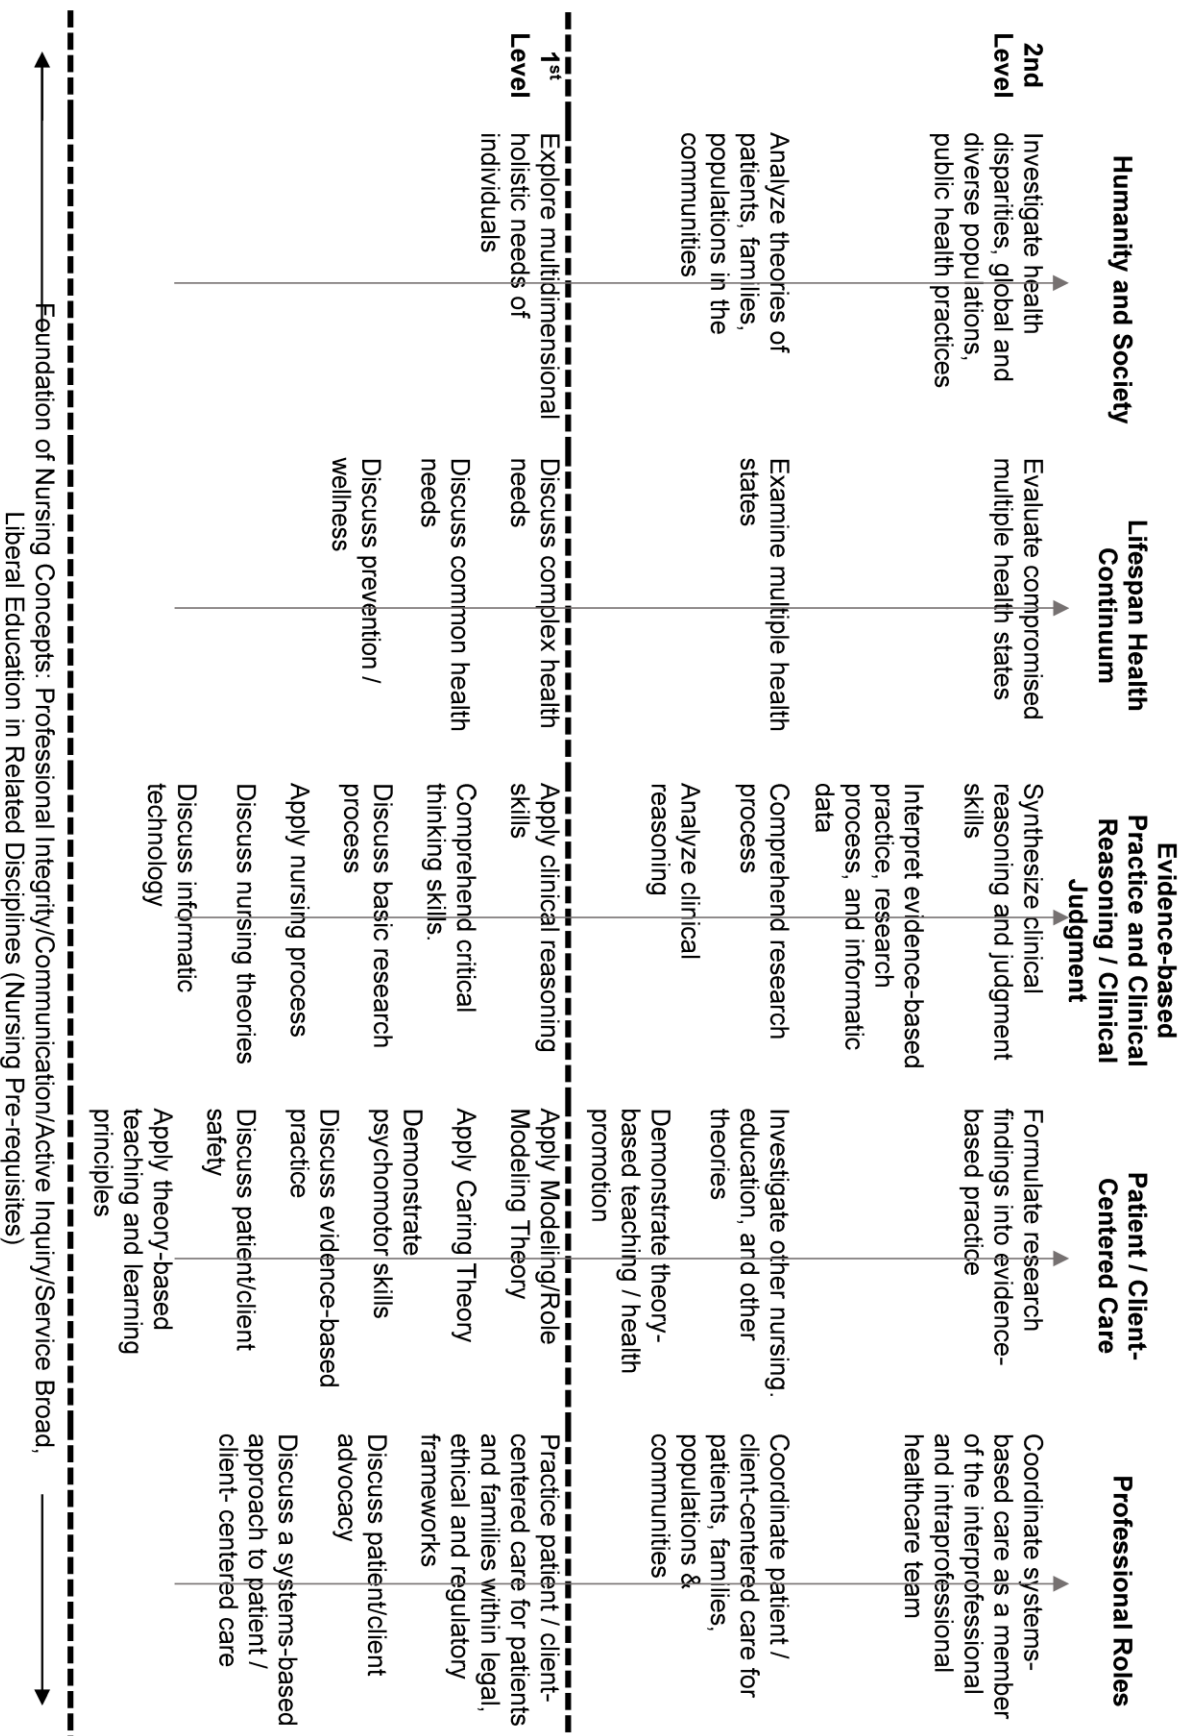 Humanity and Society
Lifespan Health
Continuum
Evidence-based
Practice and Clinical
Reasoning / Clinical
Judgment
Patient / Client-
Centered Care
Professional Roles
2nd
Level
Investigate health
disparities, global and
diverse populations,
public health practices
Analyze theories of
patients, families,
populations in the
communities
Evaluate compromised
multiple health states
Examine multiple health
states
Synthesize clinical
reasoning and judgment
skills
Interpret evidence-based
practice, research
process, and informatic
data
Comprehend research
process
Analyze clinical
reasoning
Formulate research
findings into evidence-
based practice
Investigate other nursing.
education, and other
theories
Demonstrate theory-
based teaching / health
promotion
Coordinate systems-
based care as a member
of the interprofessional
and intraprofessional
healthcare team
Coordinate patient /
client-centered care for
patients, families,
populations &
communities
1st
Level
Explore multidimensional
holistic needs of
individuals
Discuss complex health
needs
Discuss common health
needs
Discuss prevention /
wellness
Apply clinical reasoning
skills
Comprehend critical
thinking skills.
Discuss basic research
process
Apply nursing process
Discuss nursing theories
Discuss informatic
technology
Apply Modeling/Role
Modeling Theory
Apply Caring Theory
Demonstrate
psychomotor skills
Discuss evidence-based
practice
Discuss patient/client
safety
Apply theory-based
teaching and learning
principles
Practice patient / client-
centered care for patients
and families within legal,
ethical and regulatory
frameworks
Discuss patient/client
advocacy
Discuss a systems-based
approach to patient /
client- centered care
Foundation of Nursing Concepts: Professional Integrity/Communication/Active Inquiry/Service Broad,
Liberal Education in Related Disciplines (Nursing Pre-requisites)